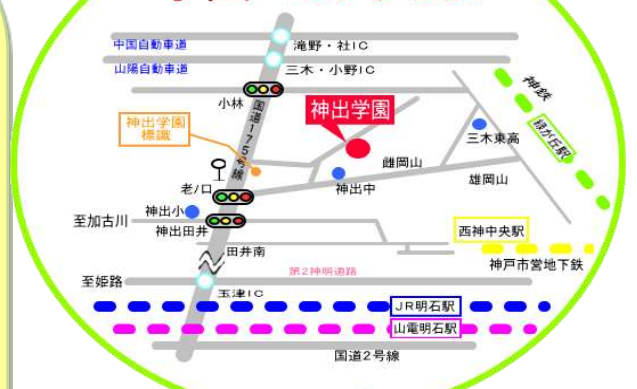 中国自動車道
滝野・社IC
山陽自動車道
三木・小野IC
小林
国道175号線
神出学園
神鉄
緑が丘駅
神出学園
標識
三木東高
雌岡山
雄岡山
老ノ口
神出中
神出小
至加古川
神出田井
西神中央駅
田井南
神戸市営地下鉄
第2神明道路
至姫路
玉津IC
JR明石駅
山電明石駅
国道2号線